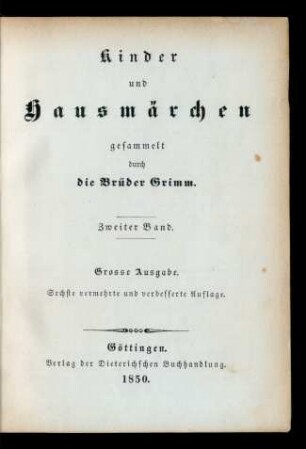 Kinder
und
Hausmärchen
gesammelt
durch
die Brüder Grimm.
Zweiter Band.
Grosse Ausgabe.
Sechste vermehrte und verbesserte Auflage.
Göttingen.
Verlag der Dieterichschen Buchhandlung.
1850.